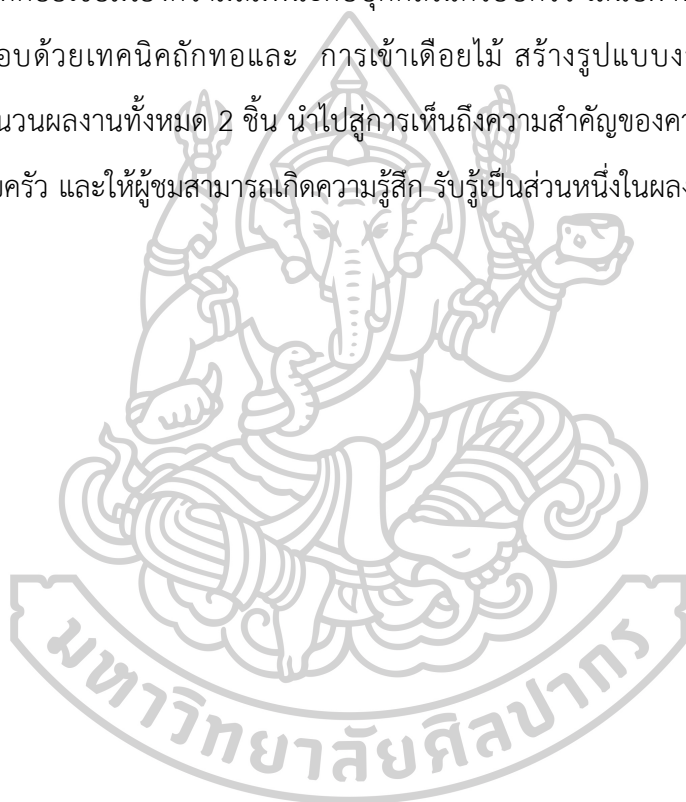 อบด้วยเทคนิคถักทอและ การเข้าเดือยไม้ สร้างรูปแบบง
นวนผลงานทั้งหมด 2 ชิ้น นำไปสู่การเห็นถึงความสำคัญของคา
ครัว และให้ผู้ชมสามารถเกิดความรู้สึก รับรู้เป็นส่วนหนึ่งในผลง
มหาวิทยาลัยศิลปากร